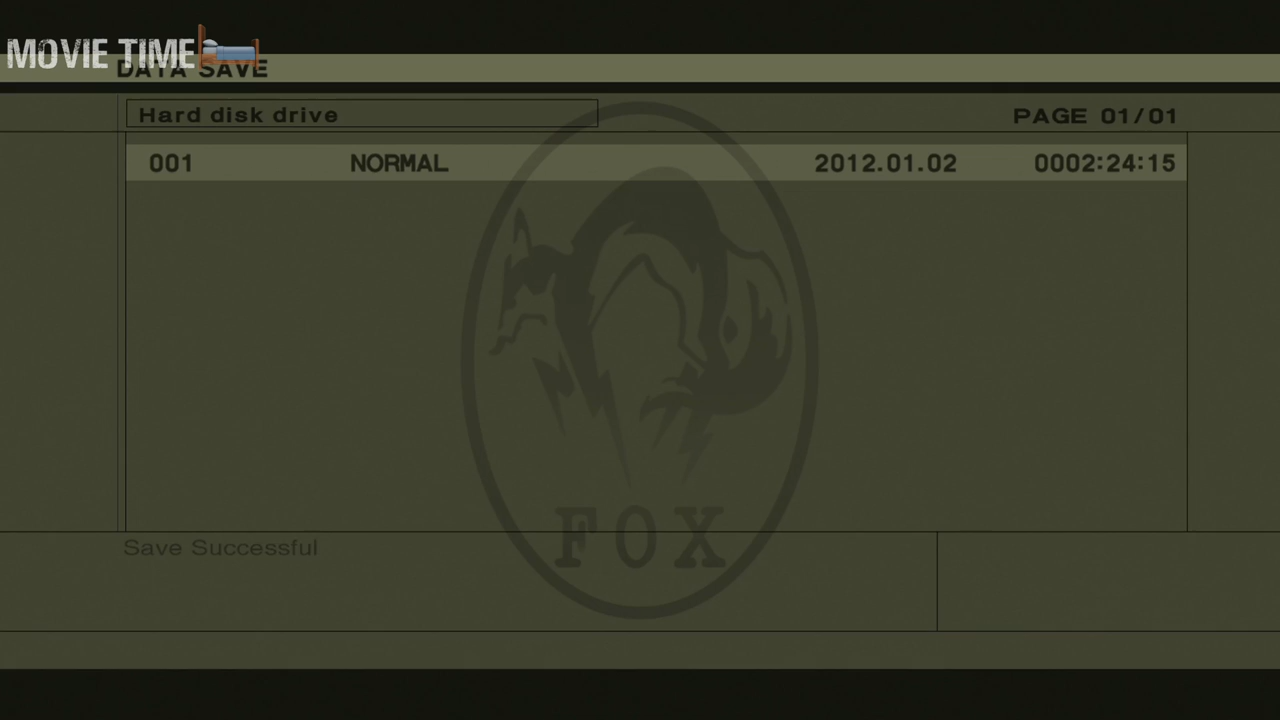 MOVIE TIME
DATA SAVE
Hard disk drive PAGE 01/01
001 NORMAL 2012.01.02 0002:24:15
FOX
Save Successful